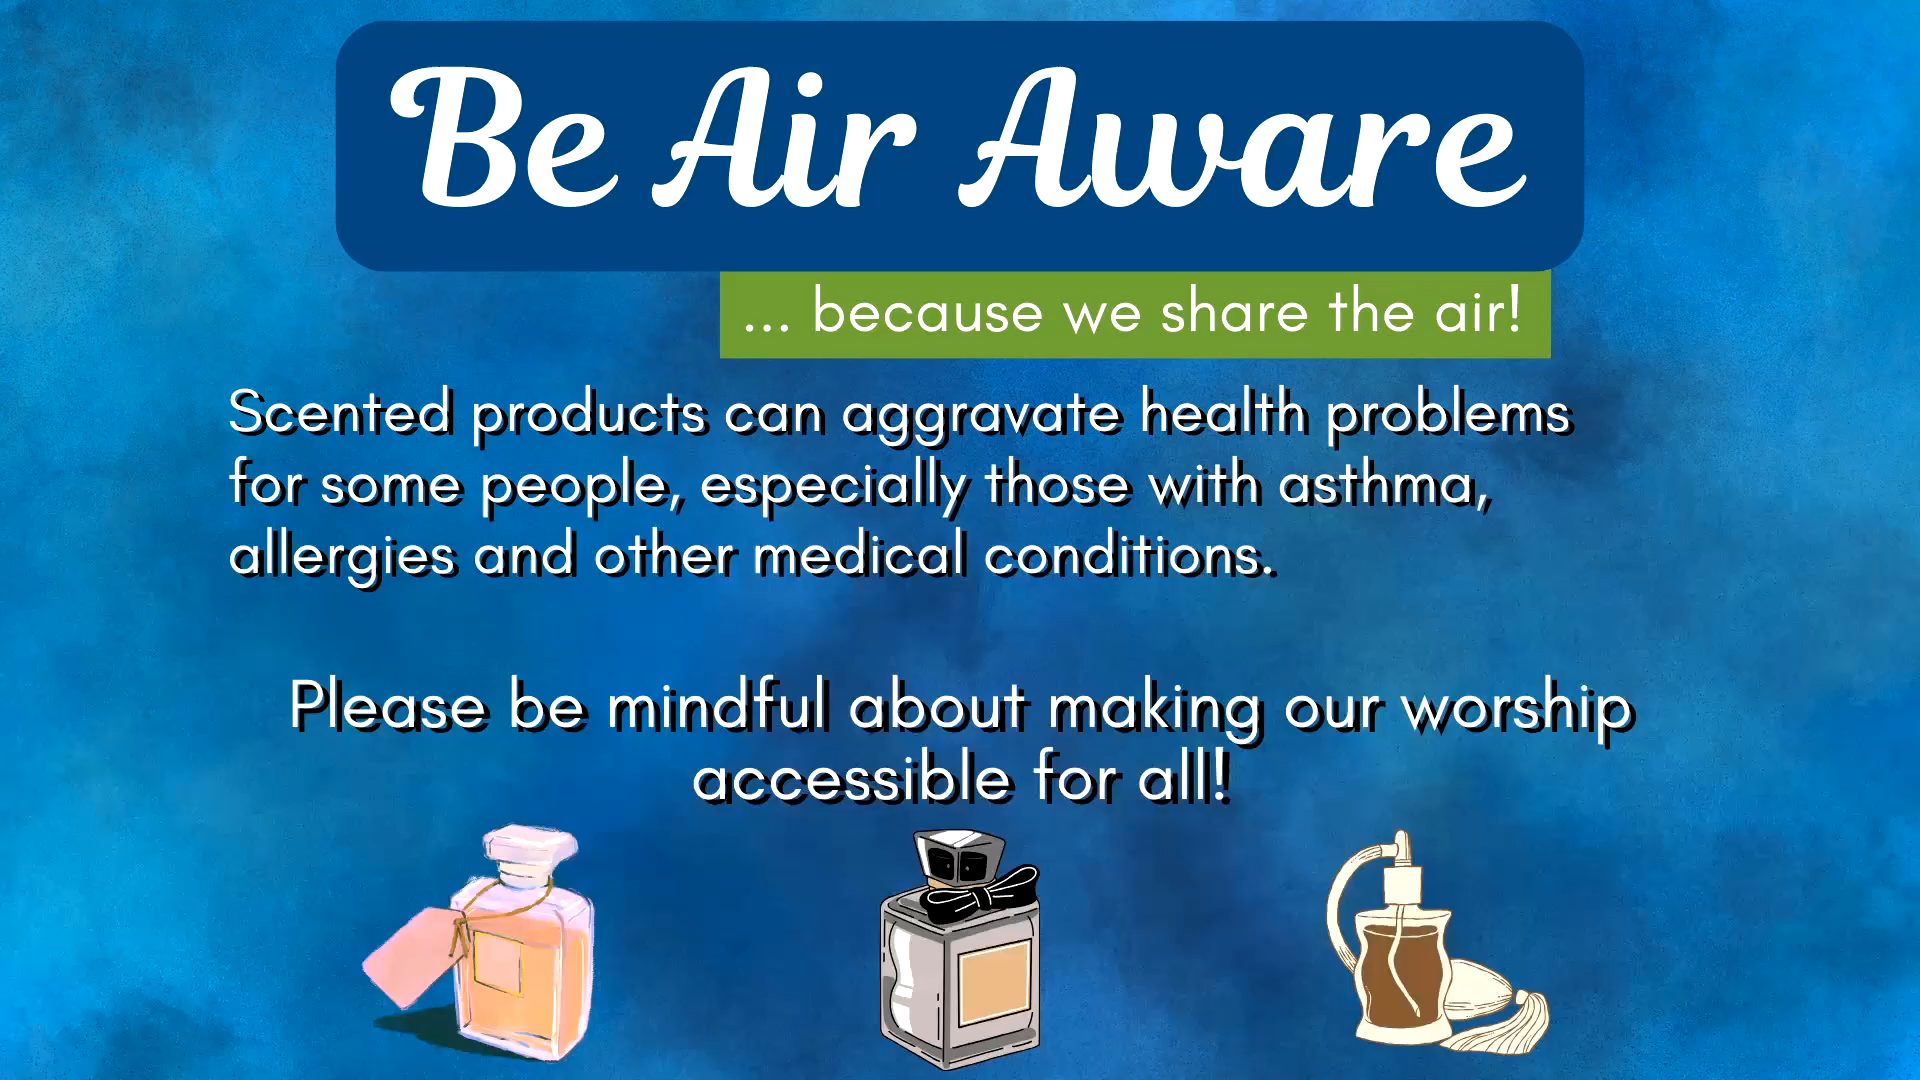 Be Air Aware
... because we share the air!
Scented products can aggravate health problems
for some people, especially those with asthma,
allergies and other medical conditions.
Please be mindful about making our worship
accessible for all!